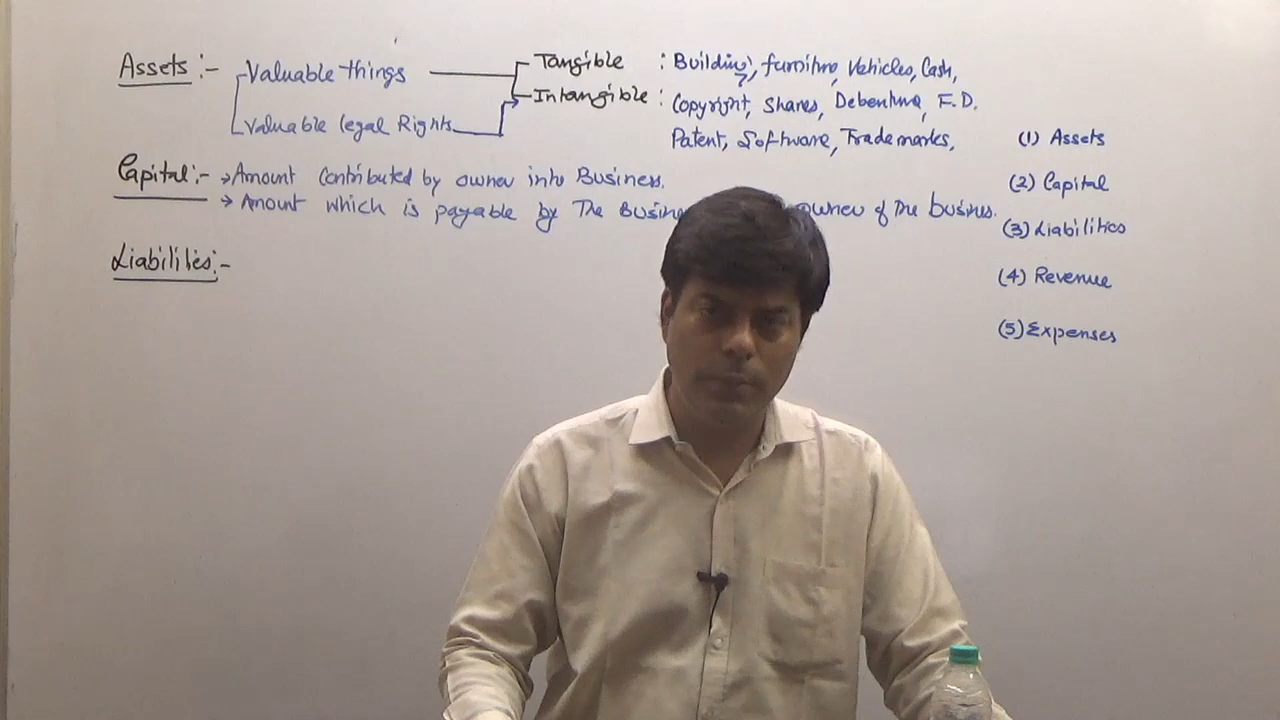 Assets :- Valuable things Tangible : Building, furniture, Vehicles, Cash,
Valuable legal Rights Intangible : Copyright, Shares, Debenture, F.D.
Patent, Software, Trademarks,
Capital :- → Amount Contributed by owner into Business.
→ Amount which is payable by The owner of The busines.
Liabilities :-
(1) Assets
(2) Capital
(3) Liabilities
(4) Revenue
(5) Expenses